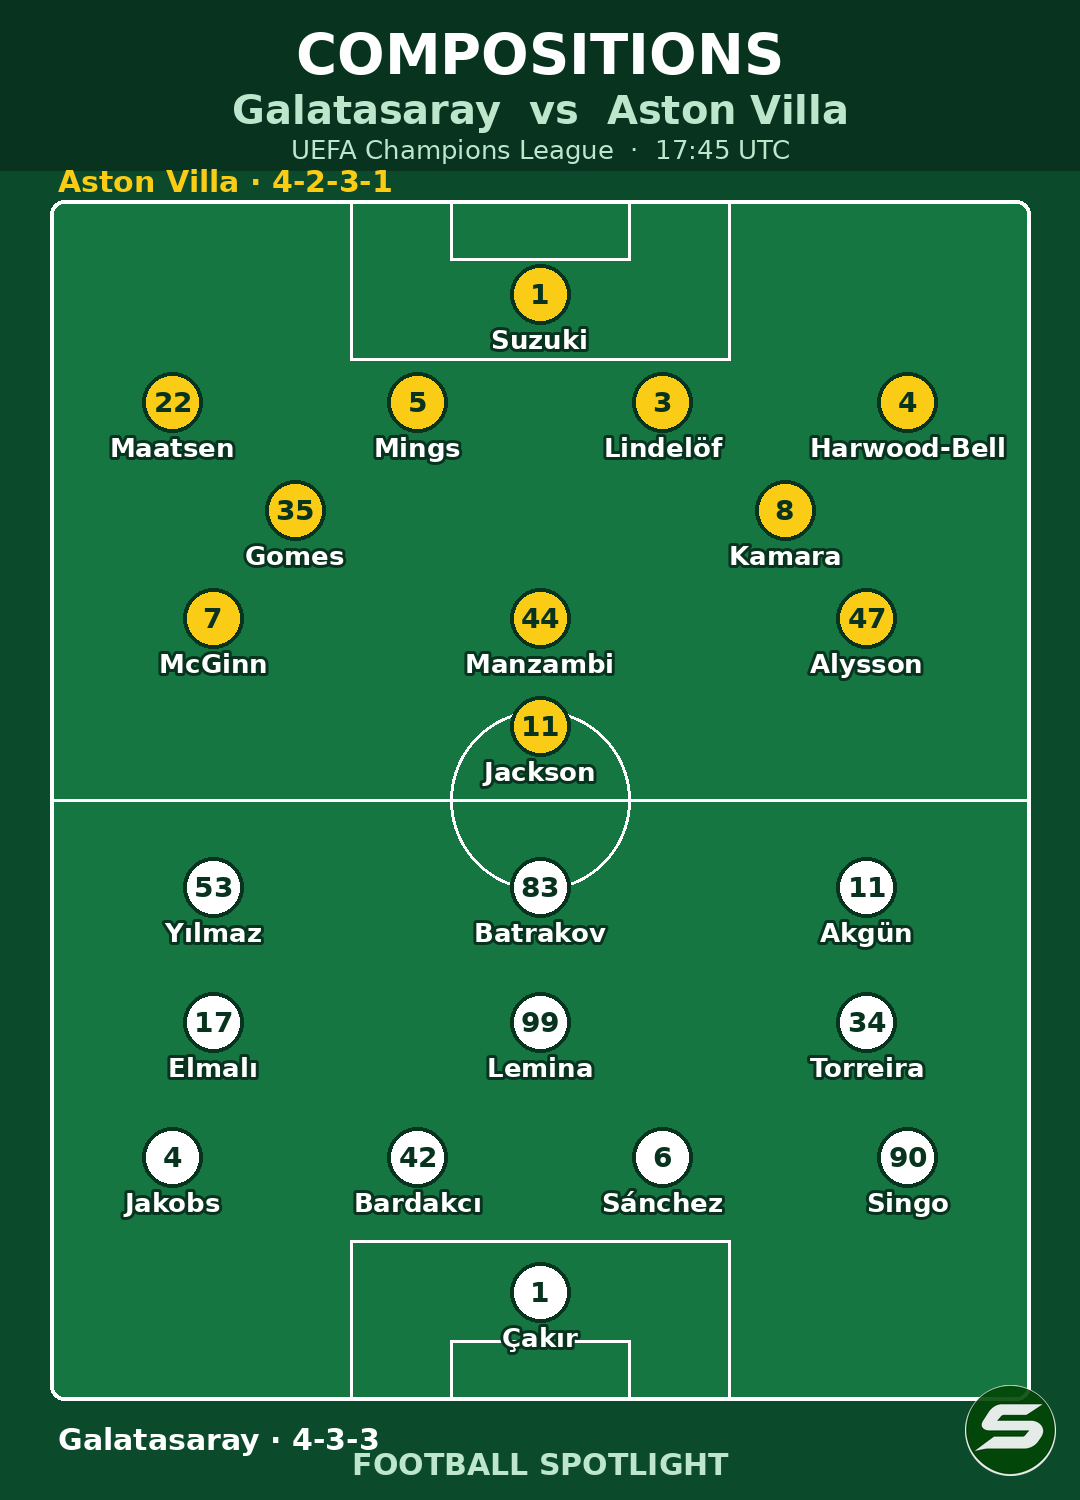 COMPOSITIONS
Galatasaray vs Aston Villa
UEFA Champions League · 17:45 UTC
Aston Villa · 4-2-3-1
1
Suzuki
22 5 3 4
Maatsen Mings Lindelöf Harwood-Bell
35 8
Gomes Kamara
7 44 47
McGinn Manzambi Alysson
11
Jackson
53 83 11
Yılmaz Batrakov Akgün
17 99 34
Elmalı Lemina Torreira
4 42 6 90
Jakobs Bardakcı Sánchez Singo
1
Çakır
Galatasaray · 4-3-3
FOOTBALL SPOTLIGHT
S